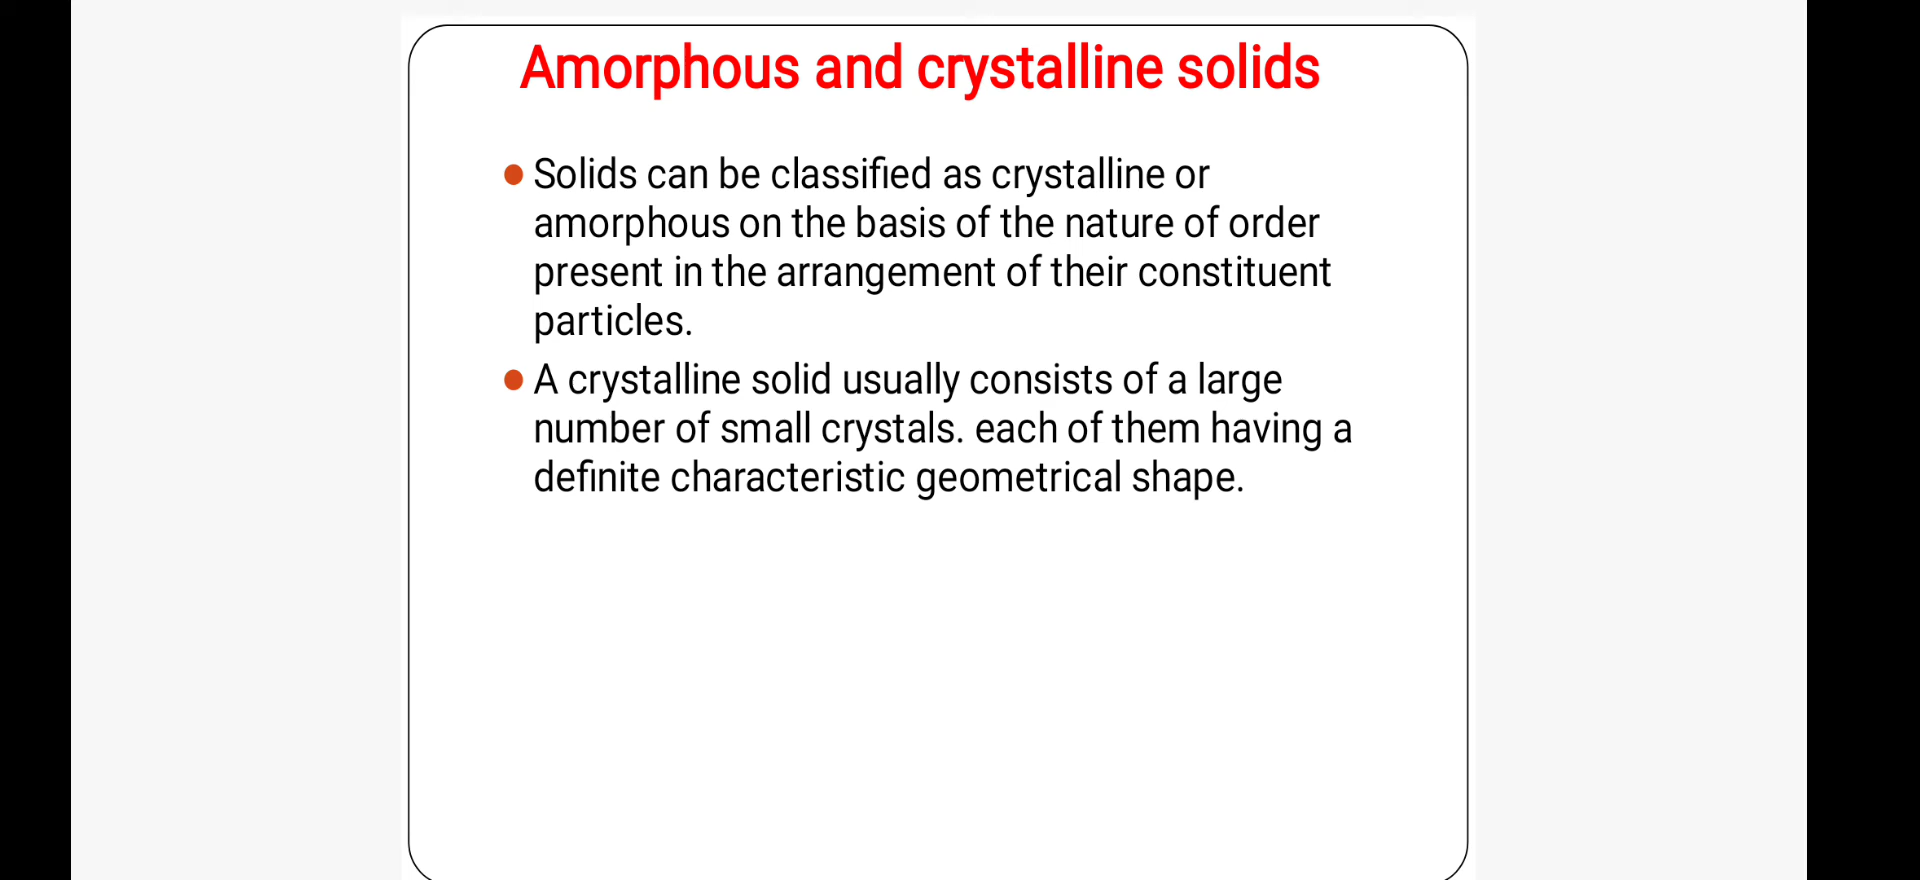 Amorphous and crystalline solids
● Solids can be classified as crystalline or
amorphous on the basis of the nature of order
present in the arrangement of their constituent
particles.
● A crystalline solid usually consists of a large
number of small crystals. each of them having a
definite characteristic geometrical shape.